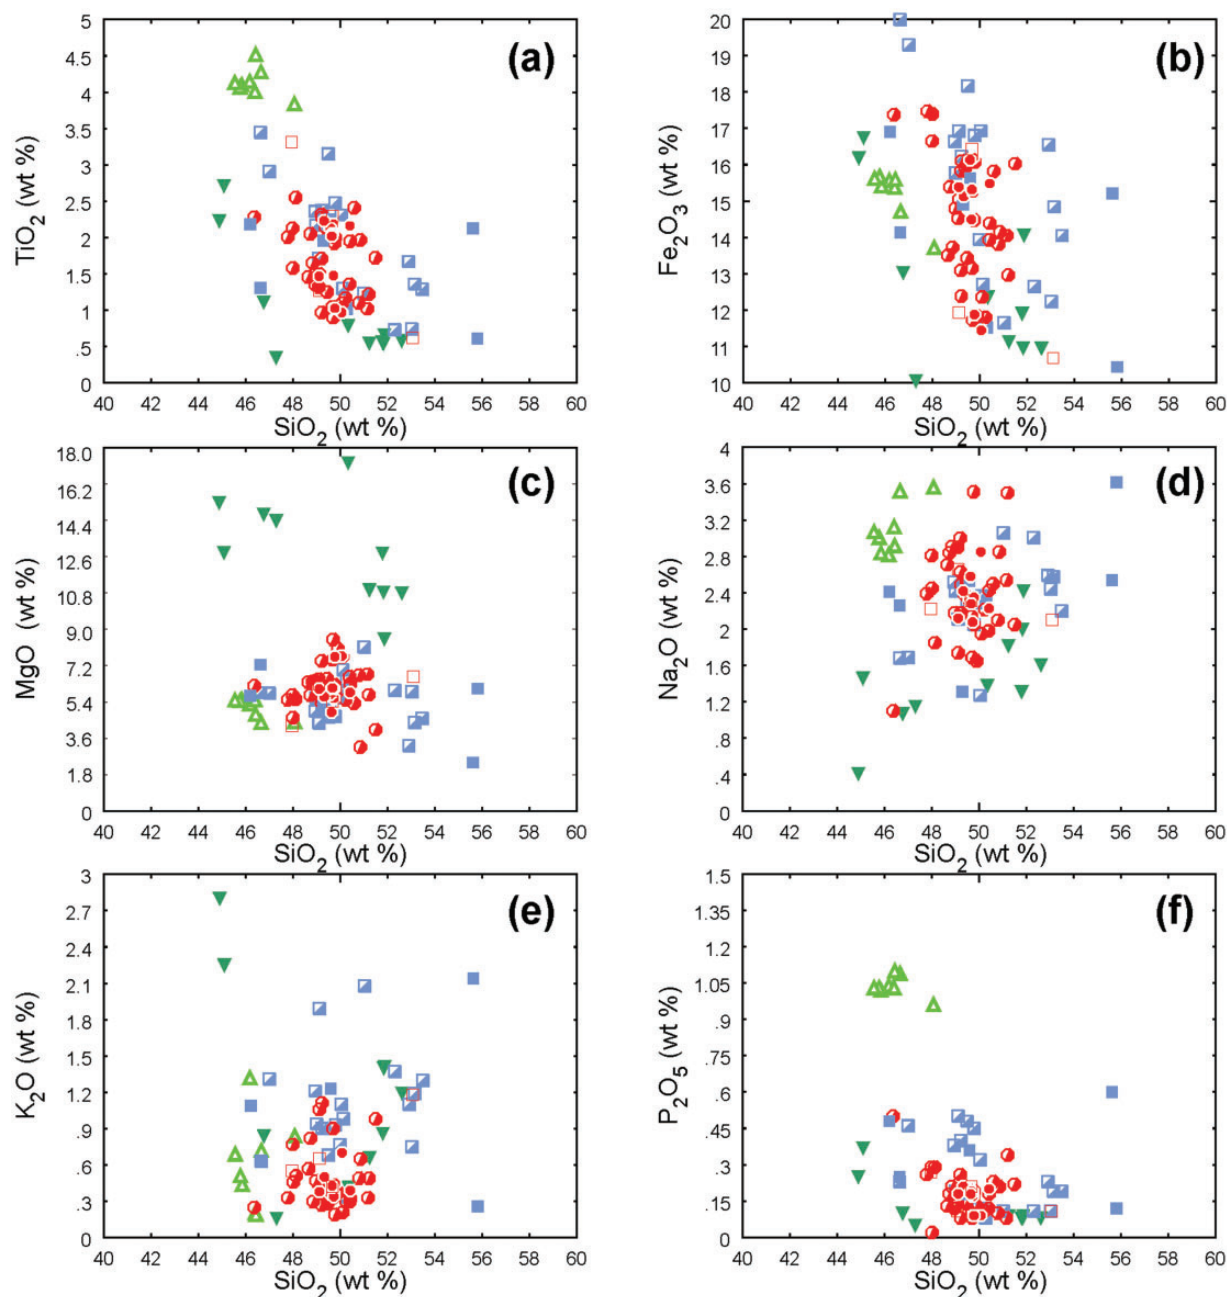 (a)
TiO2 (wt %)
5
4.5
4
3.5
3
2.5
2
1.5
1
.5
0
40 42 44 46 48 50 52 54 56 58 60
SiO2 (wt %)
(b)
Fe2O3 (wt %)
20
19
18
17
16
15
14
13
12
11
10
40 42 44 46 48 50 52 54 56 58 60
SiO2 (wt %)
(c)
MgO (wt %)
18.0
16.2
14.4
12.6
10.8
9.0
7.2
5.4
3.6
1.8
0
40 42 44 46 48 50 52 54 56 58 60
SiO2 (wt %)
(d)
Na2O (wt %)
4
3.6
3.2
2.8
2.4
2
1.6
1.2
.8
.4
0
40 42 44 46 48 50 52 54 56 58 60
SiO2 (wt %)
(e)
K2O (wt %)
3
2.7
2.4
2.1
1.8
1.5
1.2
.9
.6
.3
0
40 42 44 46 48 50 52 54 56 58 60
SiO2 (wt %)
(f)
P2O5 (wt %)
1.5
1.35
1.2
1.05
.9
.75
.6
.45
.3
.15
0
40 42 44 46 48 50 52 54 56 58 60
SiO2 (wt %)